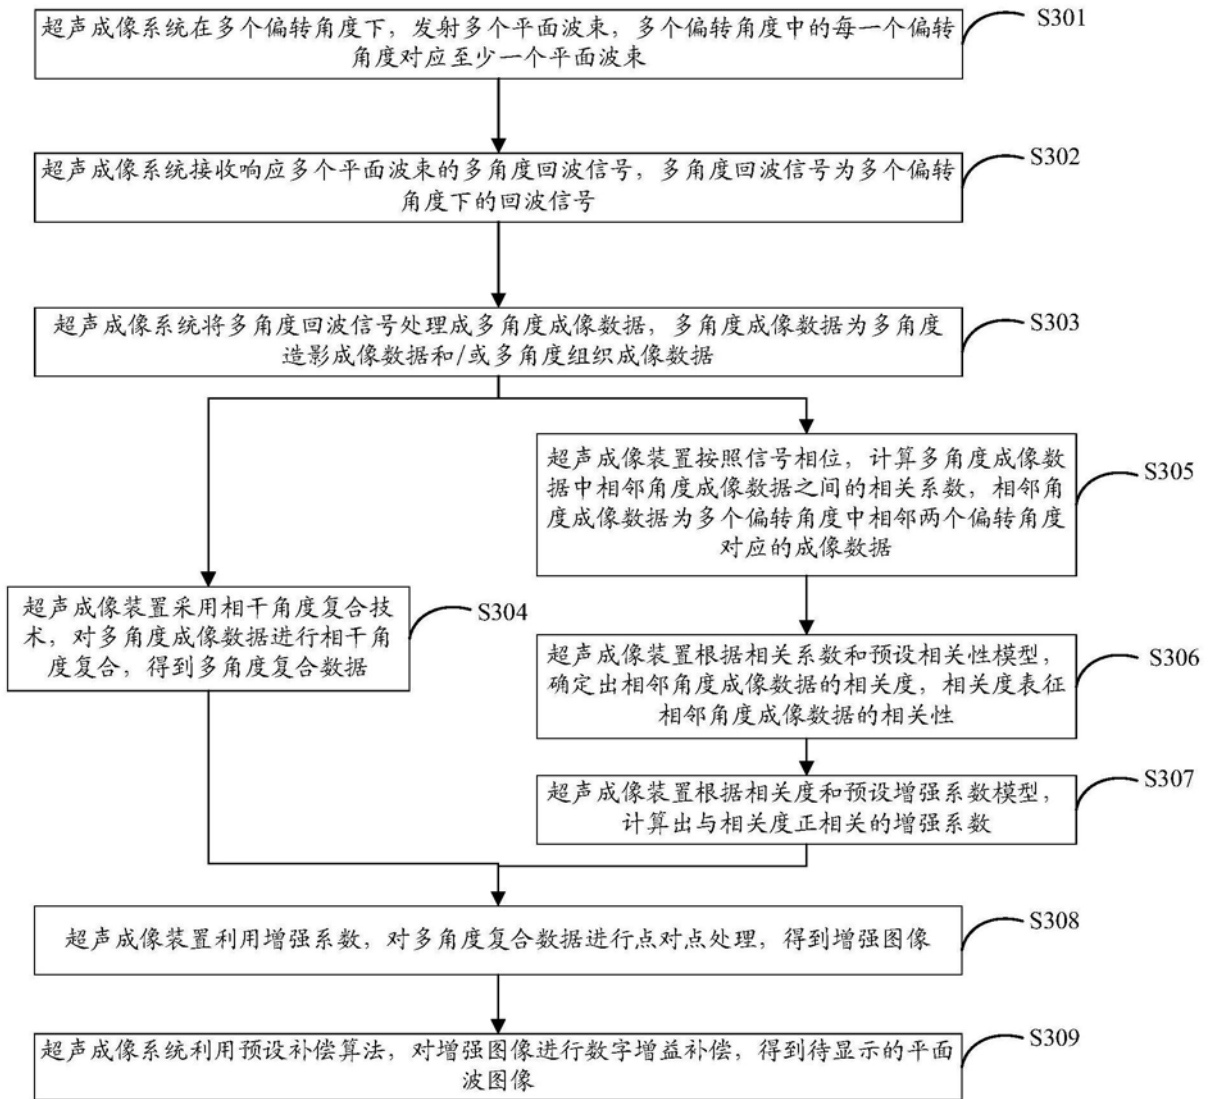 超声成像系统在多个偏转角度下，发射多个平面波束，多个偏转角度中的每一个偏转
角度对应至少一个平面波束
S301
超声成像系统接收响应多个平面波束的多角度回波信号，多角度回波信号为多个偏转
角度下的回波信号
S302
超声成像系统将多角度回波信号处理成多角度成像数据，多角度成像数据为多角度
造影成像数据和/或多角度组织成像数据
S303
超声成像装置采用相干角度复合技
术，对多角度成像数据进行相干角
度复合，得到多角度复合数据
S304
超声成像装置按照信号相位，计算多角度成像数
据中相邻角度成像数据之间的相关系数，相邻角
度成像数据为多个偏转角度中相邻两个偏转角度
对应的成像数据
S305
超声成像装置根据相关系数和预设相关性模型，
确定出相邻角度成像数据的相关度，相关度表征
相邻角度成像数据的相关性
S306
超声成像装置根据相关度和预设增强系数模型，
计算出与相关度正相关的增强系数
S307
超声成像装置利用增强系数，对多角度复合数据进行点对点处理，得到增强图像
S308
超声成像系统利用预设补偿算法，对增强图像进行数字增益补偿，得到待显示的平面
波图像
S309